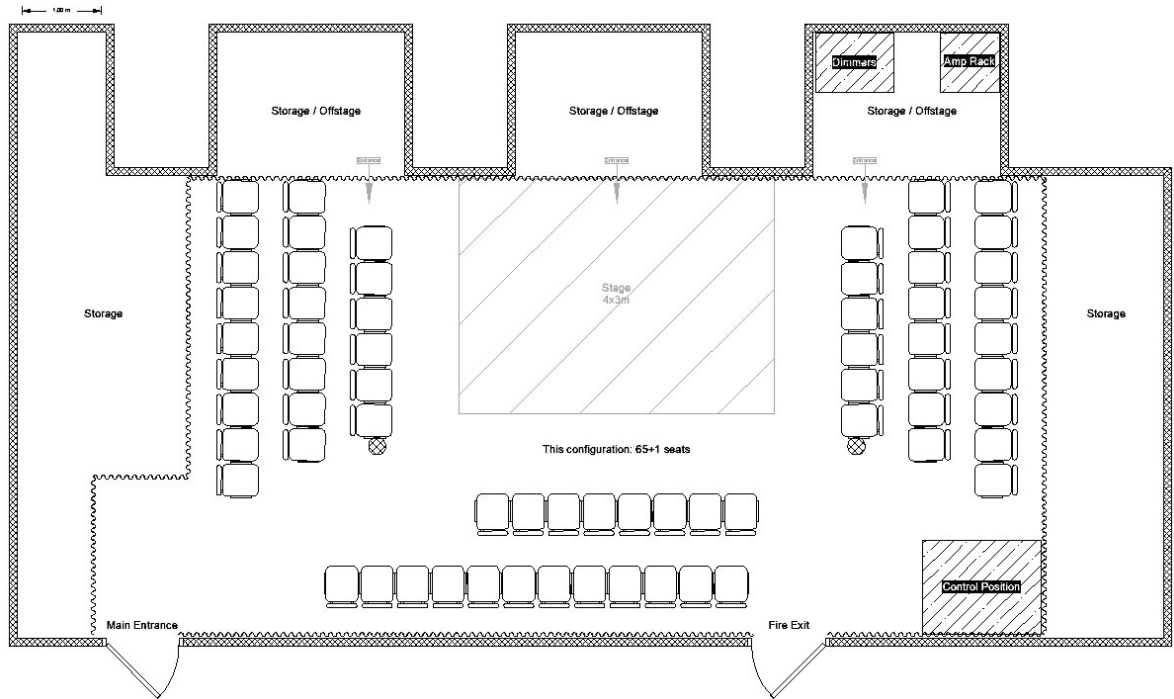 1.00 m
Dimmers
Amp Rack
Storage / Offstage
Storage / Offstage
Storage / Offstage
Entrance
Entrance
Entrance
Stage
4x3m
Storage
Storage
This configuration: 65+1 seats
Control Position
Main Entrance
Fire Exit